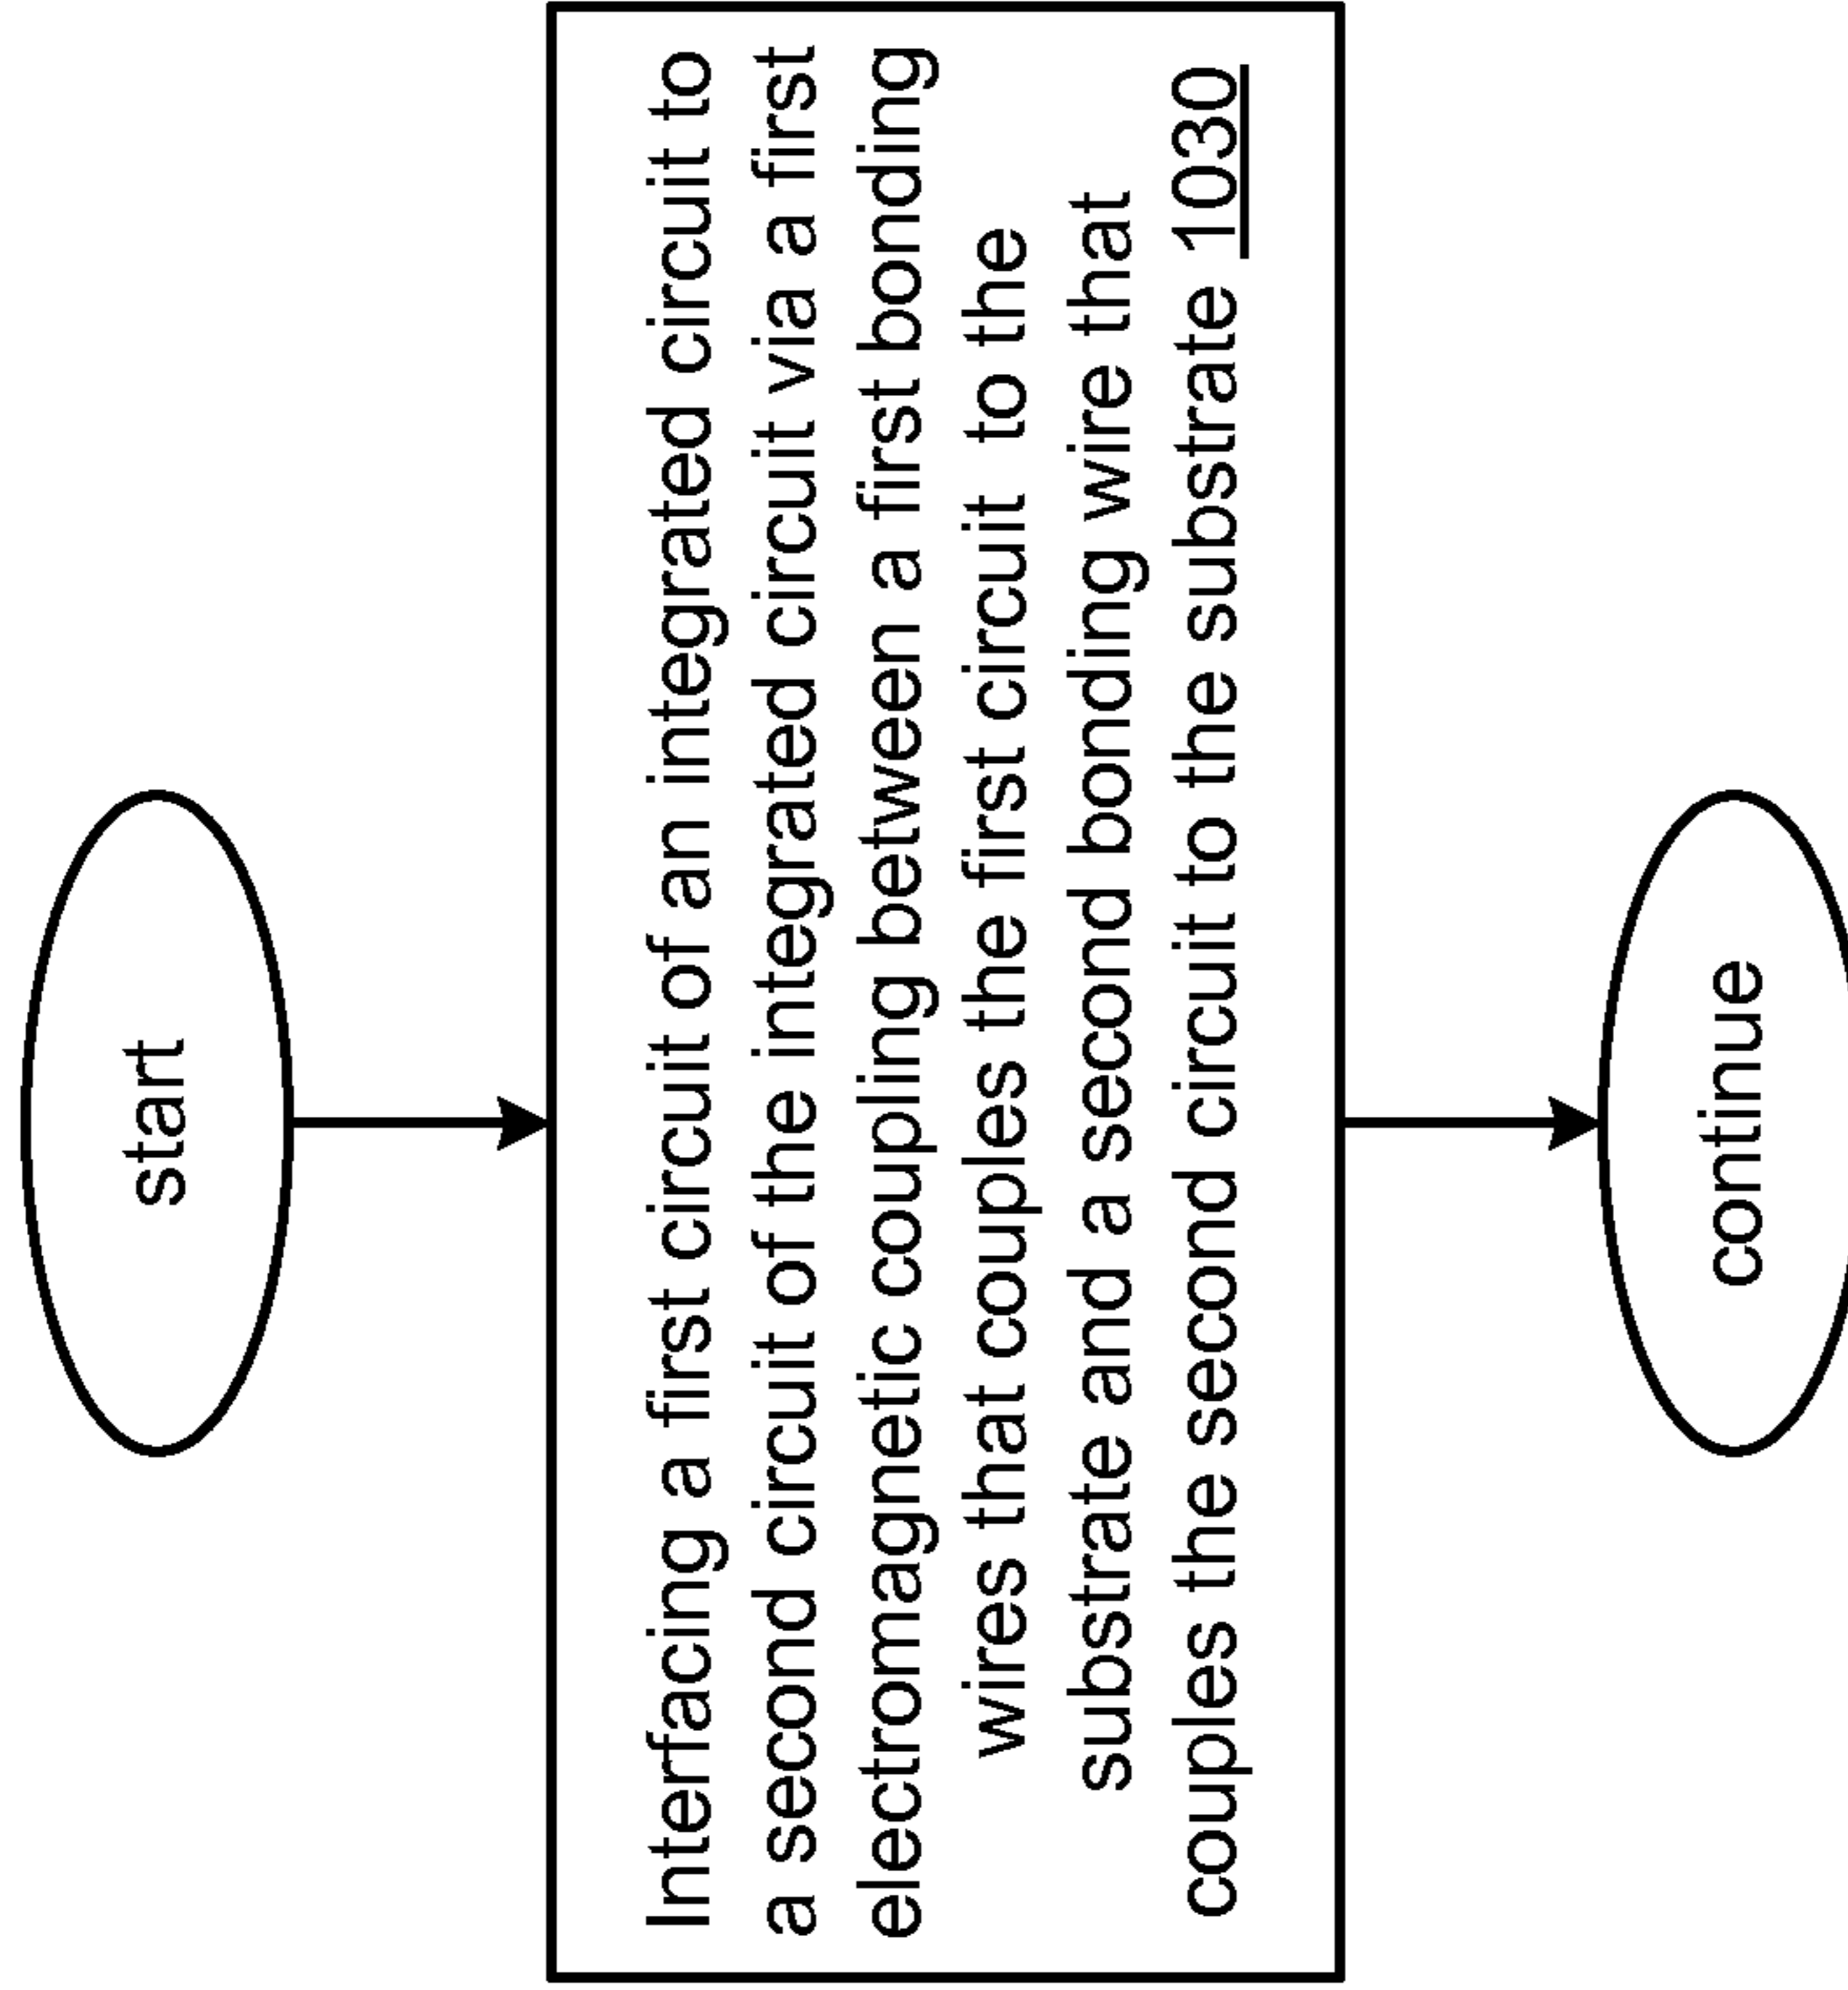 start
Interfacing a first circuit of an integrated circuit to
a second circuit of the integrated circuit via a first
electromagnetic coupling between a first bonding
wires that couples the first circuit to the
substrate and a second bonding wire that
couples the second circuit to the substrate 1030
continue